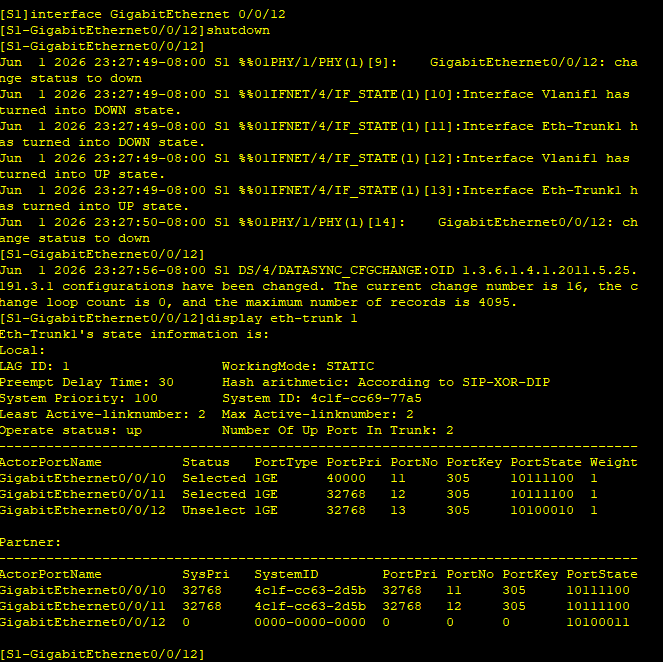 [S1]interface GigabitEthernet 0/0/12
[S1-GigabitEthernet0/0/12]shutdown
[S1-GigabitEthernet0/0/12]
Jun  1 2026 23:27:49-08:00 S1 %%01PHY/1/PHY(l)[9]:    GigabitEthernet0/0/12: cha
nge status to down
Jun  1 2026 23:27:49-08:00 S1 %%01IFNET/4/IF_STATE(l)[10]:Interface Vlanif1 has
turned into DOWN state.
Jun  1 2026 23:27:49-08:00 S1 %%01IFNET/4/IF_STATE(l)[11]:Interface Eth-Trunk1 h
as turned into DOWN state.
Jun  1 2026 23:27:49-08:00 S1 %%01IFNET/4/IF_STATE(l)[12]:Interface Vlanif1 has
turned into UP state.
Jun  1 2026 23:27:49-08:00 S1 %%01IFNET/4/IF_STATE(l)[13]:Interface Eth-Trunk1 h
as turned into UP state.
Jun  1 2026 23:27:50-08:00 S1 %%01PHY/1/PHY(l)[14]:    GigabitEthernet0/0/12: ch
ange status to down
[S1-GigabitEthernet0/0/12]
Jun  1 2026 23:27:56-08:00 S1 DS/4/DATASYNC_CFGCHANGE:OID 1.3.6.1.4.1.2011.5.25.
191.3.1 configurations have been changed. The current change number is 16, the c
hange loop count is 0, and the maximum number of records is 4095.
[S1-GigabitEthernet0/0/12]display eth-trunk 1
Eth-Trunk1's state information is:
Local:
LAG ID: 1                   WorkingMode: STATIC
Preempt Delay Time: 30      Hash arithmetic: According to SIP-XOR-DIP
System Priority: 100        System ID: 4c1f-cc69-77a5
Least Active-linknumber: 2  Max Active-linknumber: 2
Operate status: up          Number Of Up Port In Trunk: 2
--------------------------------------------------------------------------------
ActorPortName          Status   PortType PortPri PortNo PortKey PortState Weight
GigabitEthernet0/0/10  Selected 1GE      40000   11     305     10111100  1
GigabitEthernet0/0/11  Selected 1GE      32768   12     305     10111100  1
GigabitEthernet0/0/12  Unselect 1GE      32768   13     305     10100010  1
Partner:
--------------------------------------------------------------------------------
ActorPortName          SysPri   SystemID        PortPri PortNo PortKey PortState
GigabitEthernet0/0/10  32768    4c1f-cc63-2d5b  32768   11     305     10111100
GigabitEthernet0/0/11  32768    4c1f-cc63-2d5b  32768   12     305     10111100
GigabitEthernet0/0/12  0        0000-0000-0000  0       0      0       10100011
[S1-GigabitEthernet0/0/12]